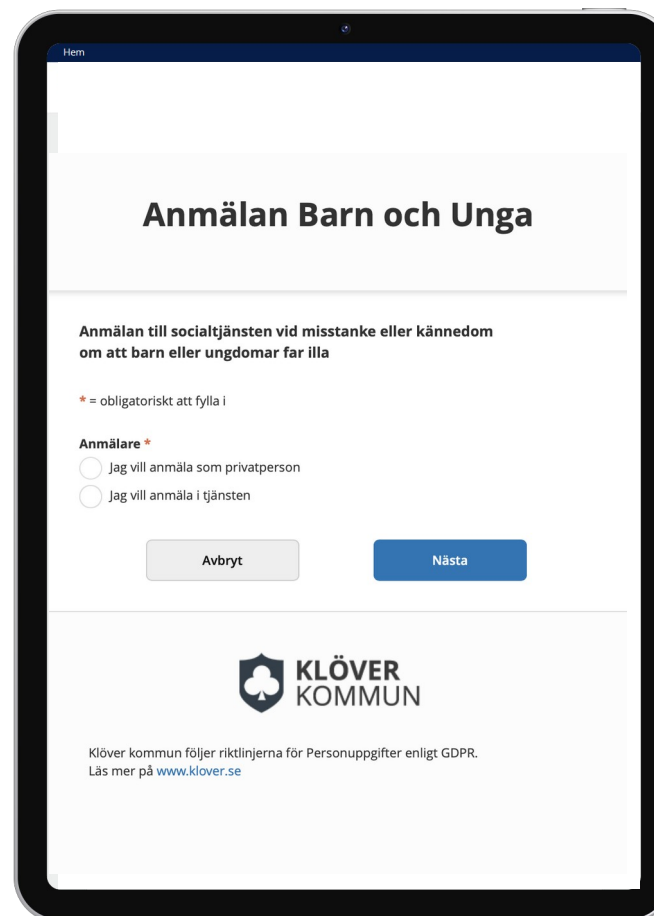 Hem
Anmälan Barn och Unga
Anmälan till socialtjänsten vid misstanke eller kännedom
om att barn eller ungdomar far illa
* = obligatoriskt att fylla i
Anmälare *
Jag vill anmäla som privatperson
Jag vill anmäla i tjänsten
Avbryt
Nästa
KLÖVER
KOMMUN
Klöver kommun följer riktlinjerna för Personuppgifter enligt GDPR.
Läs mer på www.klover.se